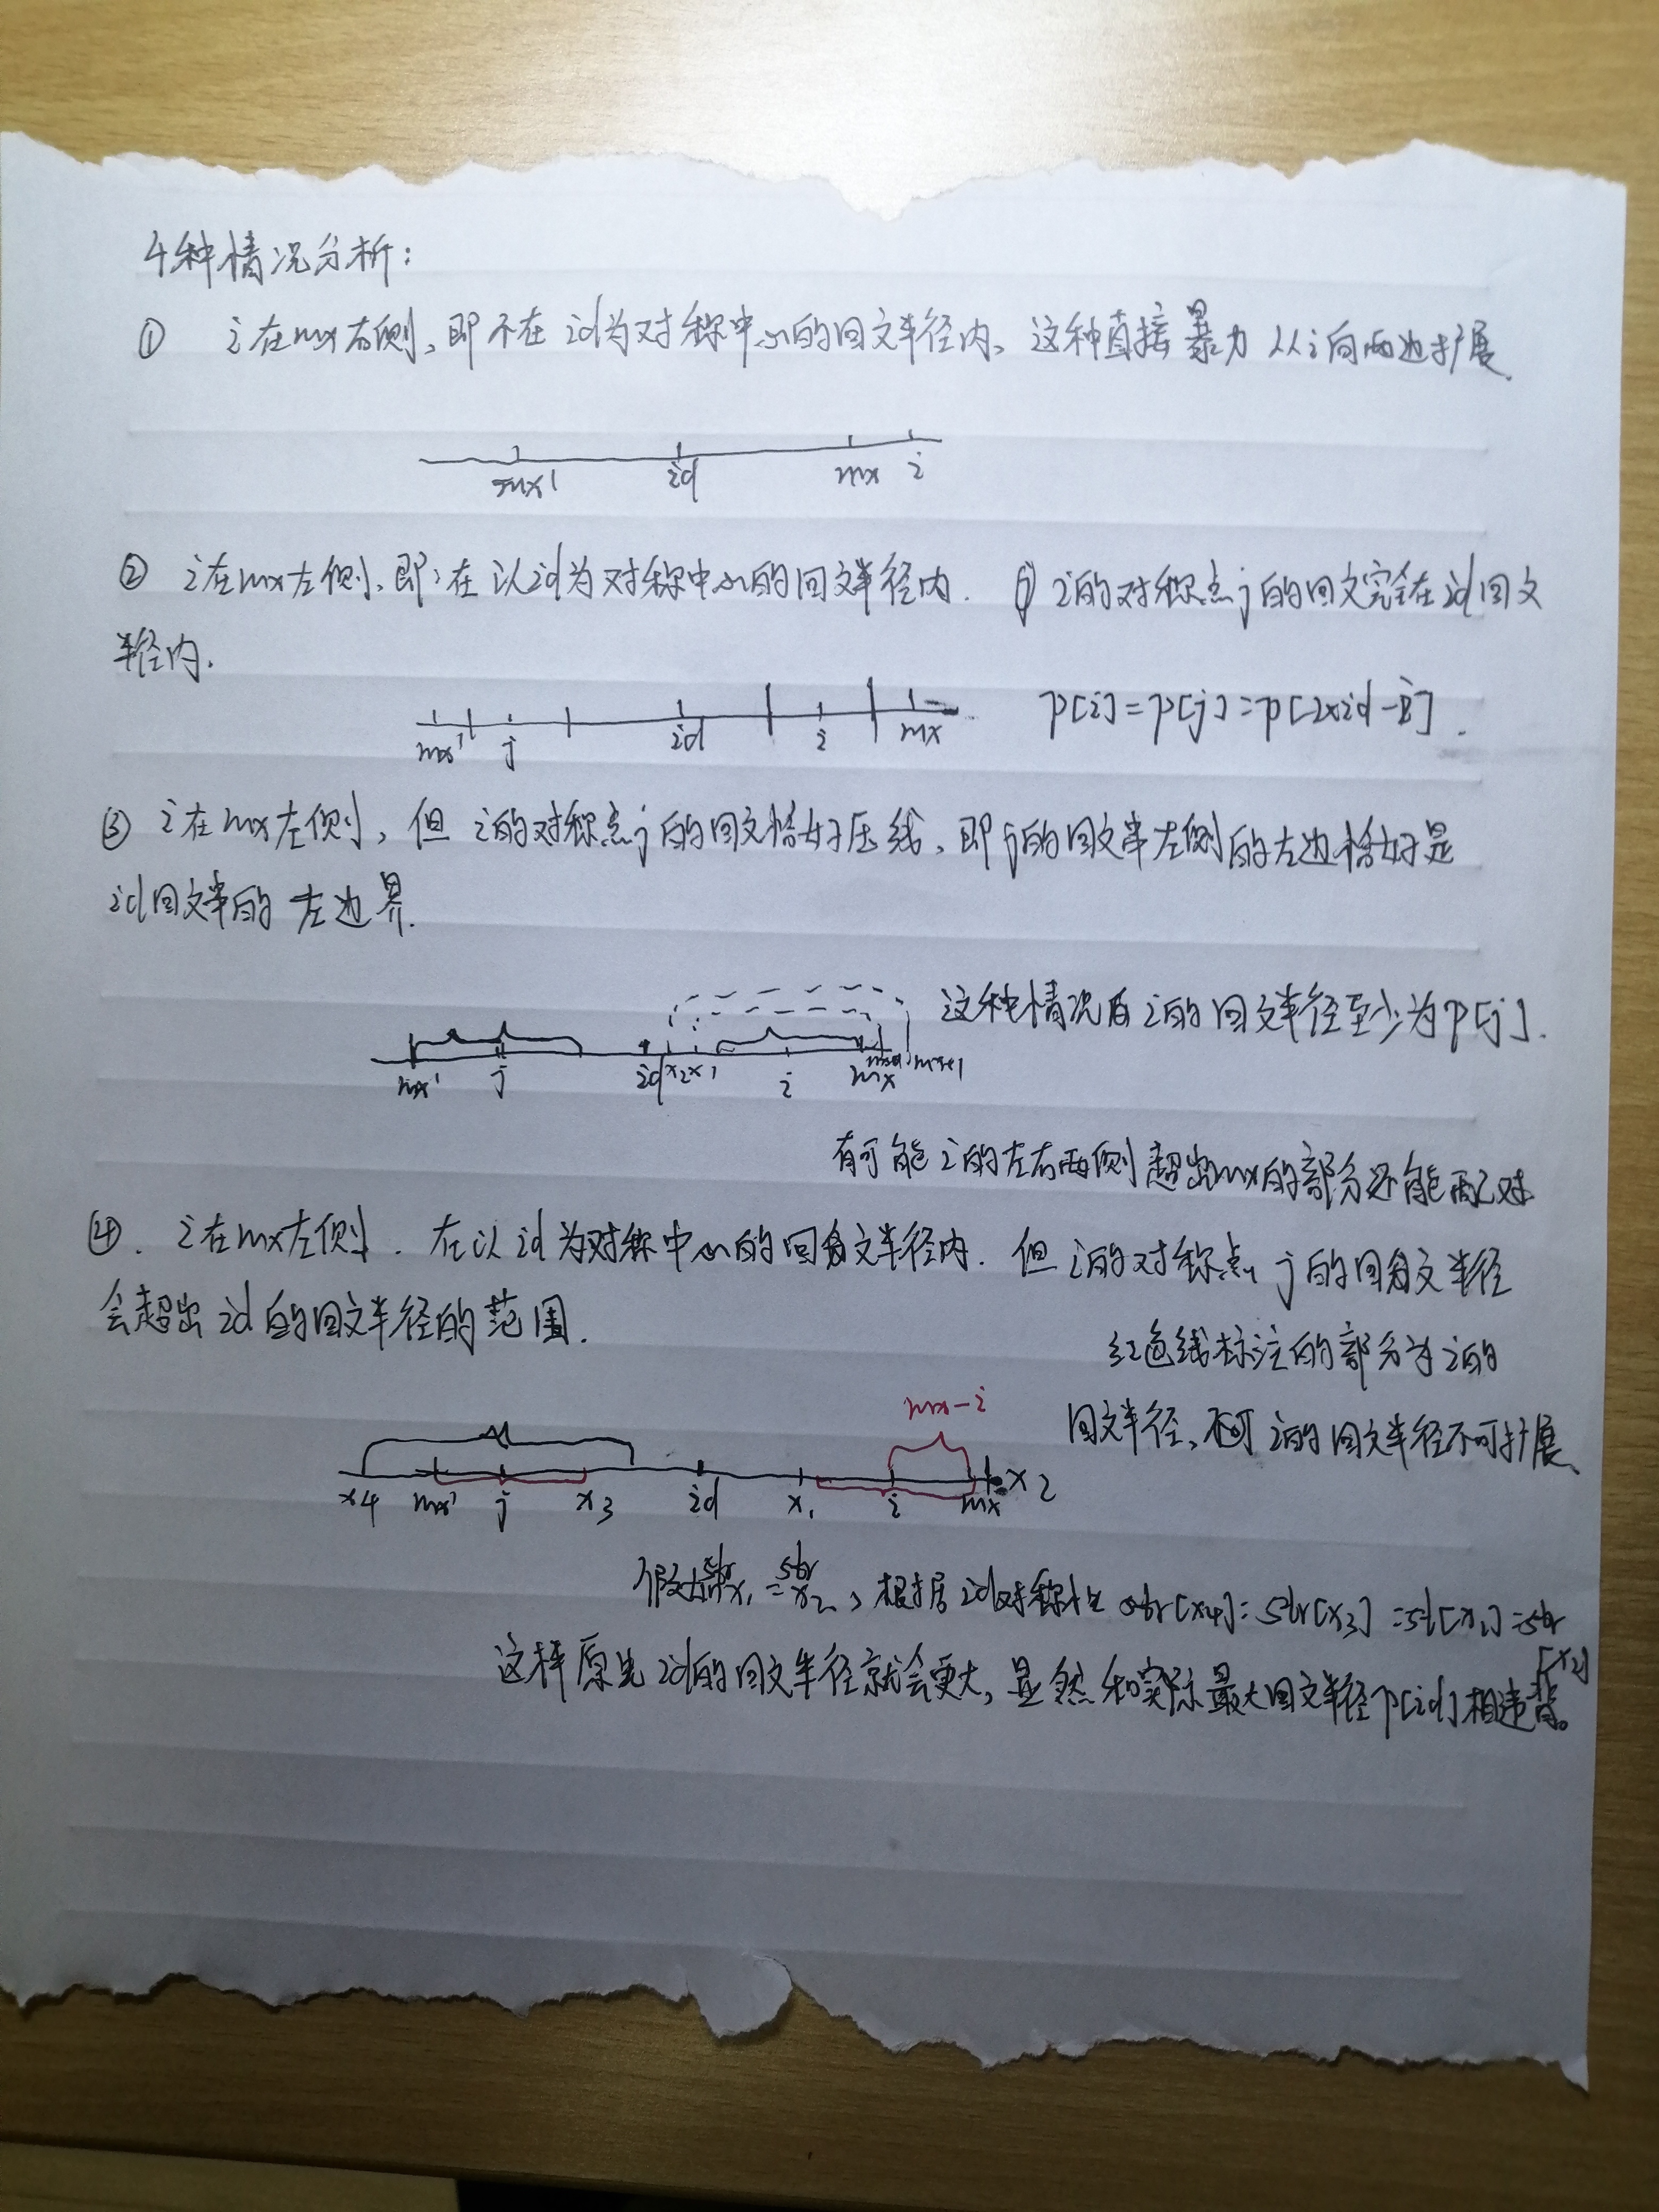 4种情况分析:
① i在mx右侧,即不在id为对称中心的回文半径内,这种直接暴力从i向两边扩展.
mx' id mx i
② i在mx左侧,即i在以id为对称中心的回文半径内. i的对称点j的回文完全在id回文
半径内.
p[i]=p[j]=p[2×id-i].
mx' j id i mx
③ i在mx左侧,但i的对称点j的回文恰好压线,即j的回文串左侧的左边恰好是
id回文串的左边界.
这种情况后i的回文半径至少为p[j].
mx' j id x2 x1 i mx mx+1
有可能i的左右两侧超出mx的部分还能配对
④. i在mx左侧.在以id为对称中心的回文半径内.但i的对称点j的回文半径
会超出id的回文半径的范围.
红色线标注的部分为i的
mx-i
回文半径,i的回文半径不可扩展.
x4 mx' j x3 id x1 i mx x2
假如str x1 = str x2,根据id对称性str[x4]=str[x3]=st[x1]=str
[x2]
这样原先id的回文半径就会更大,显然和实际最大回文半径p[id]相违背。